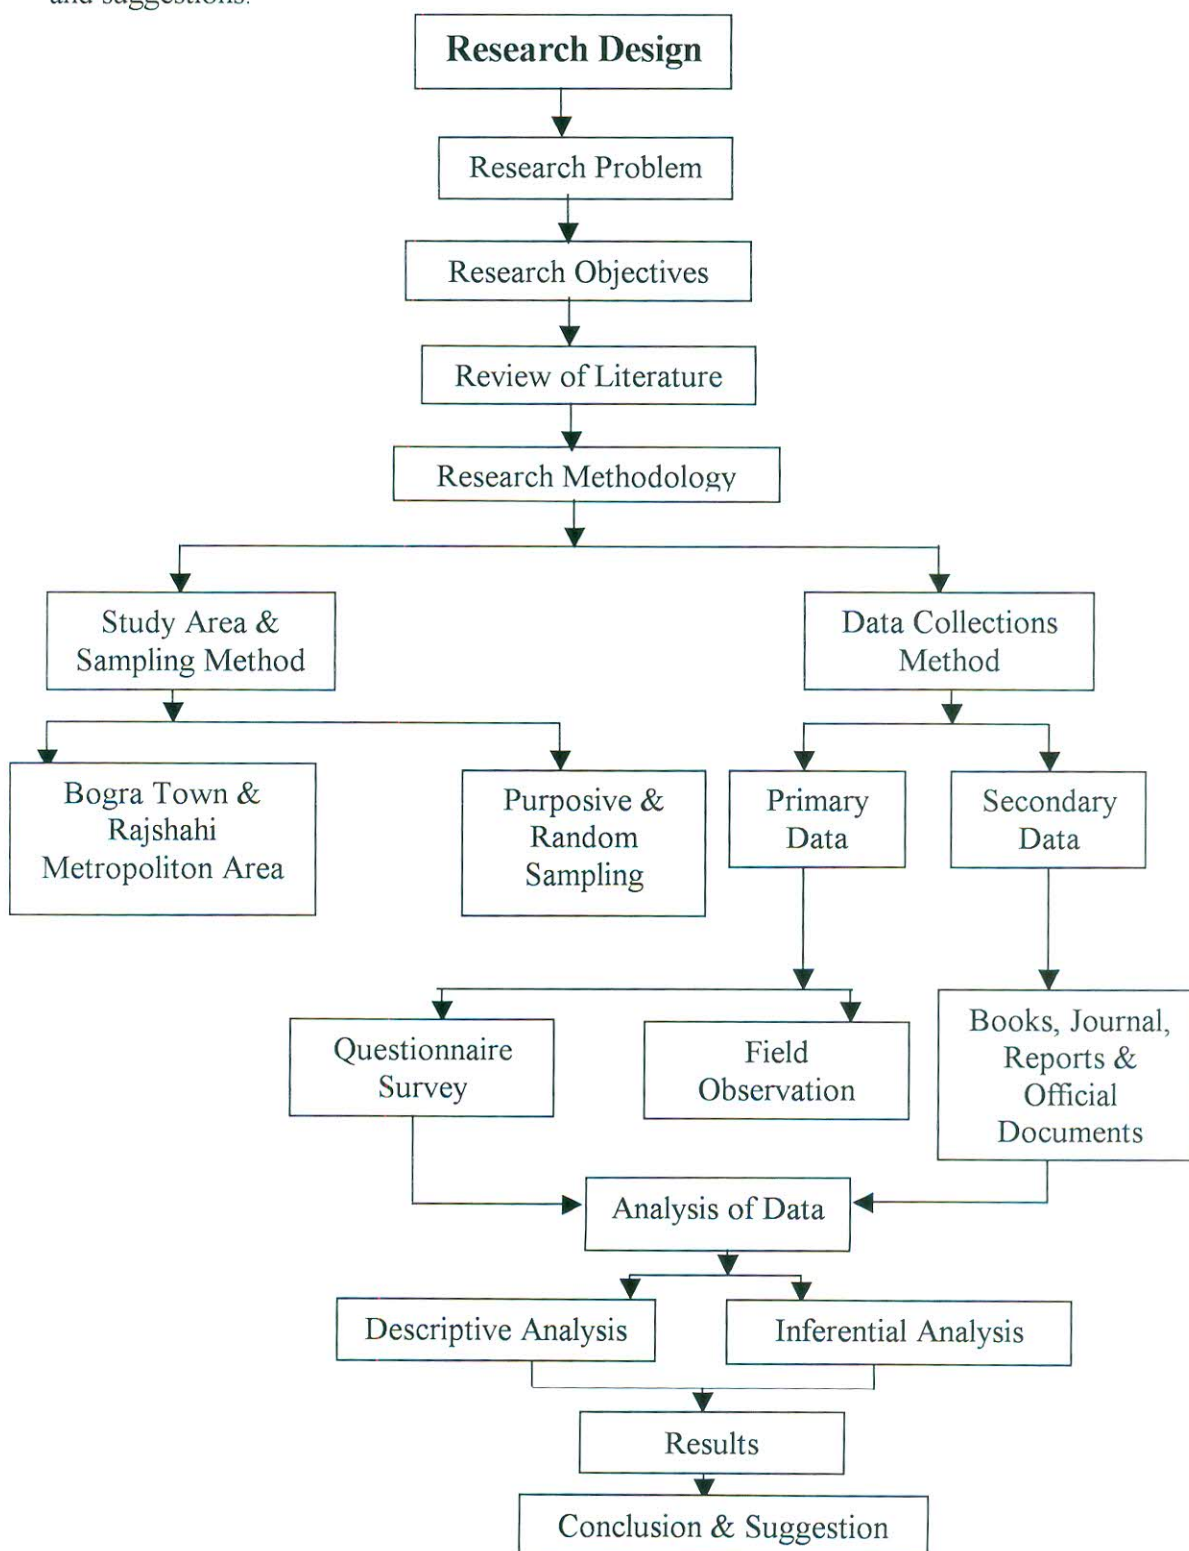 and suggestions.
Research Design
Research Problem
Research Objectives
Review of Literature
Research Methodology
Study Area &
Sampling Method
Data Collections
Method
Bogra Town &
Rajshahi
Metropoliton Area
Purposive &
Random
Sampling
Primary
Data
Secondary
Data
Questionnaire
Survey
Field
Observation
Books, Journal,
Reports &
Official
Documents
Analysis of Data
Descriptive Analysis
Inferential Analysis
Results
Conclusion & Suggestion